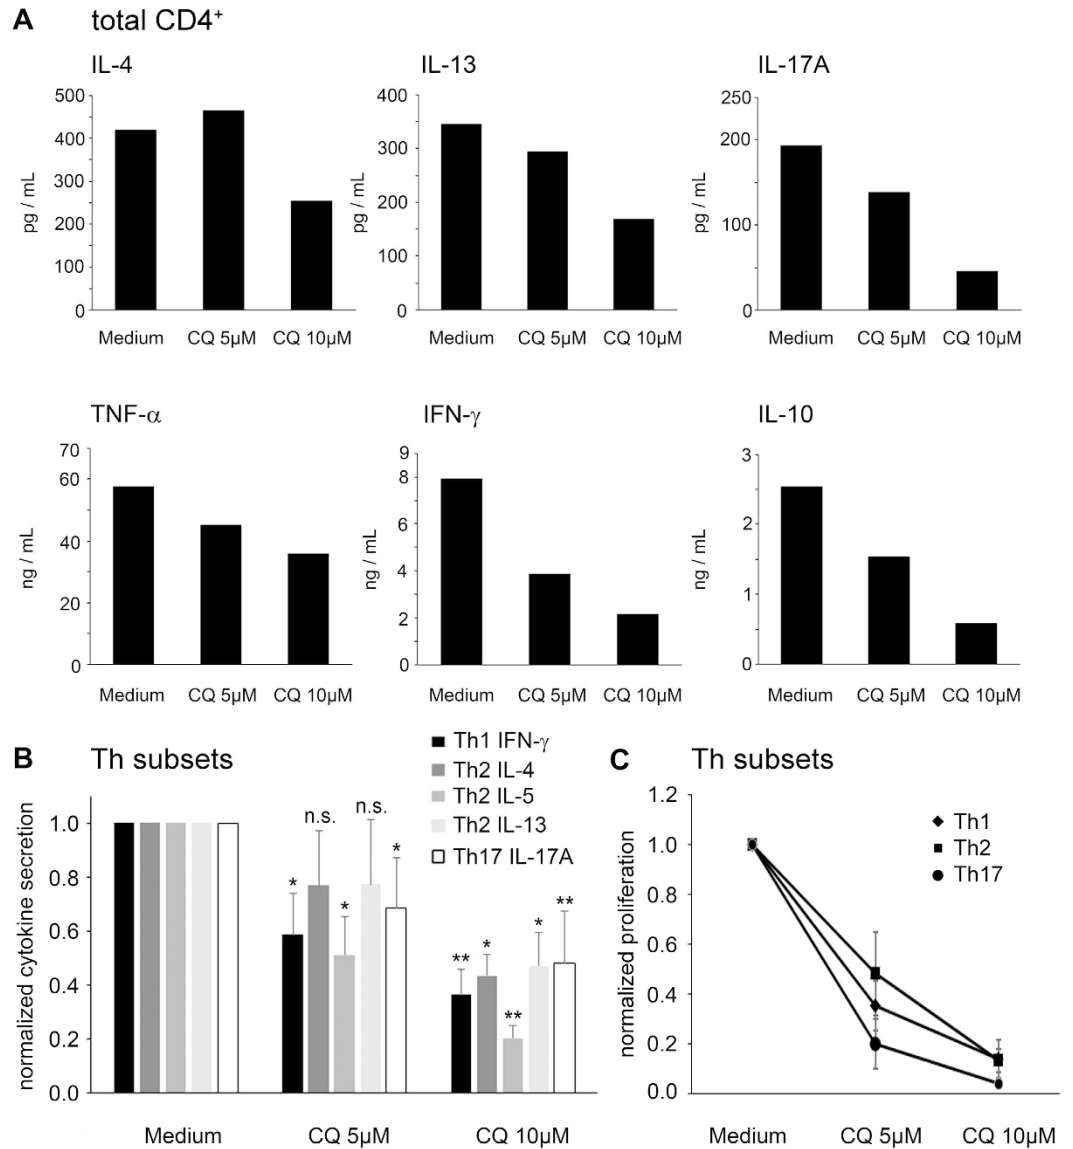 A total CD4⁺
IL-4
500
400
300
200
100
0
pg / mL
Medium CQ 5µM CQ 10µM
IL-13
400
300
200
100
0
pg / mL
Medium CQ 5µM CQ 10µM
IL-17A
250
200
100
0
pg / mL
Medium CQ 5µM CQ 10µM
TNF-α
70
60
40
20
0
ng / mL
Medium CQ 5µM CQ 10µM
IFN-γ
9
8
6
4
2
0
ng / mL
Medium CQ 5µM CQ 10µM
IL-10
3
2
1
0
ng / mL
Medium CQ 5µM CQ 10µM
B Th subsets
Th1 IFN-γ
Th2 IL-4
Th2 IL-5
Th2 IL-13
Th17 IL-17A
normalized cytokine secretion
1.0
0.8
0.6
0.4
0.2
0.0
* n.s. * n.s. *
** * ** * **
Medium CQ 5µM CQ 10µM
C Th subsets
Th1
Th2
Th17
normalized proliferation
1.2
1.0
0.8
0.6
0.4
0.2
0.0
Medium CQ 5µM CQ 10µM